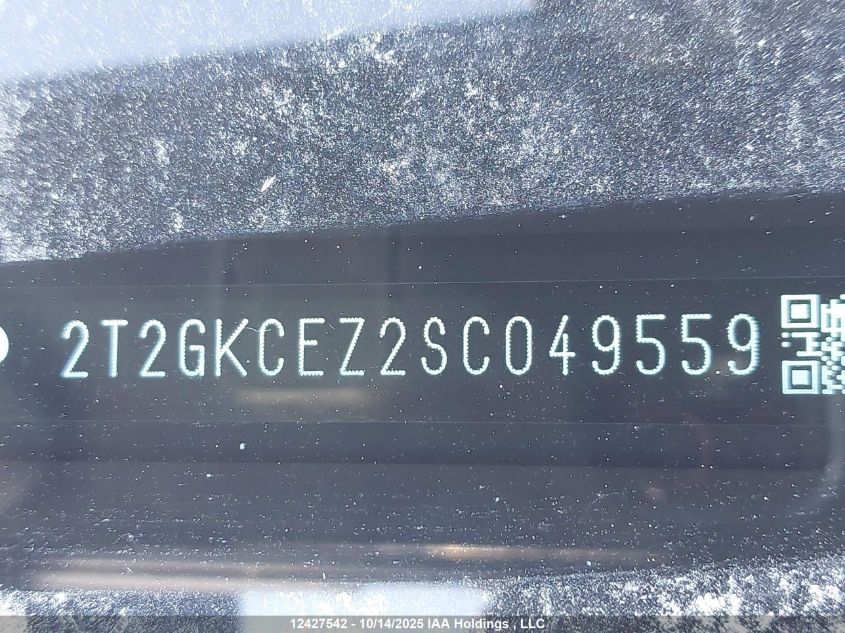 2T2GKCEZ2SC049559
12427542 - 10/14/2025 IAA Holdings, LLC